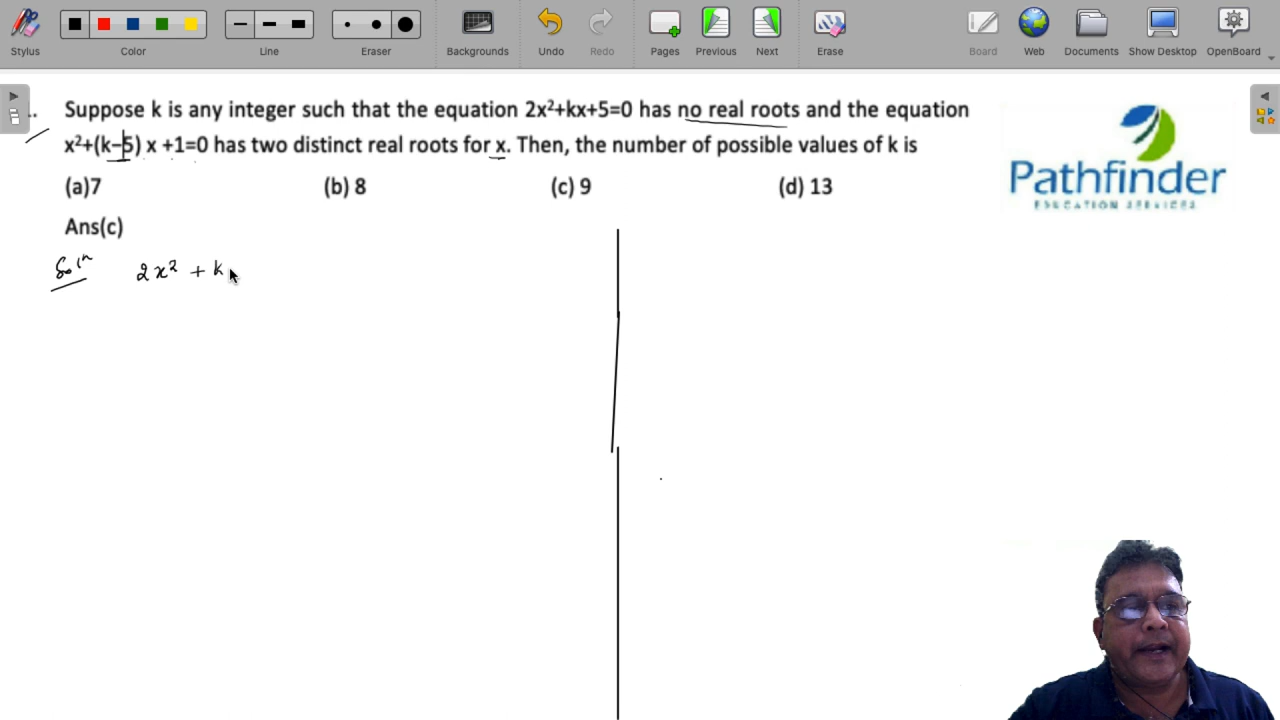 Stylus
Color
Line
Eraser
Backgrounds
Undo
Redo
Pages
Previous
Next
Erase
Board
Web
Documents
Show Desktop
OpenBoard
Suppose k is any integer such that the equation 2x²+kx+5=0 has no real roots and the equation
x²+(k−5) x +1=0 has two distinct real roots for x. Then, the number of possible values of k is
(a)7 (b) 8 (c) 9 (d) 13
Ans(c)
Pathfinder
EDUCATION SERVICES
Solⁿ 2x² + k